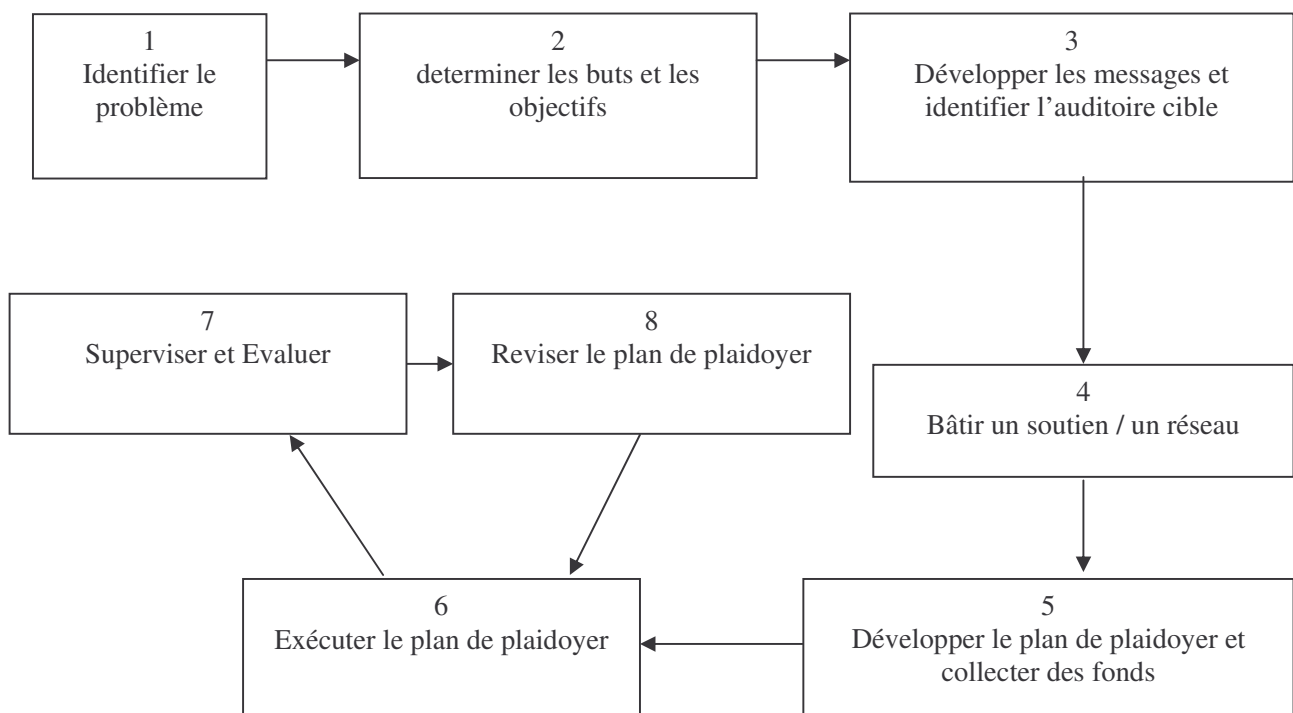 1
Identifier le
problème
2
determiner les buts et les
objectifs
3
Développer les messages et
identifier l’auditoire cible
4
Bâtir un soutien / un réseau
5
Développer le plan de plaidoyer et
collecter des fonds
6
Exécuter le plan de plaidoyer
7
Superviser et Evaluer
8
Reviser le plan de plaidoyer